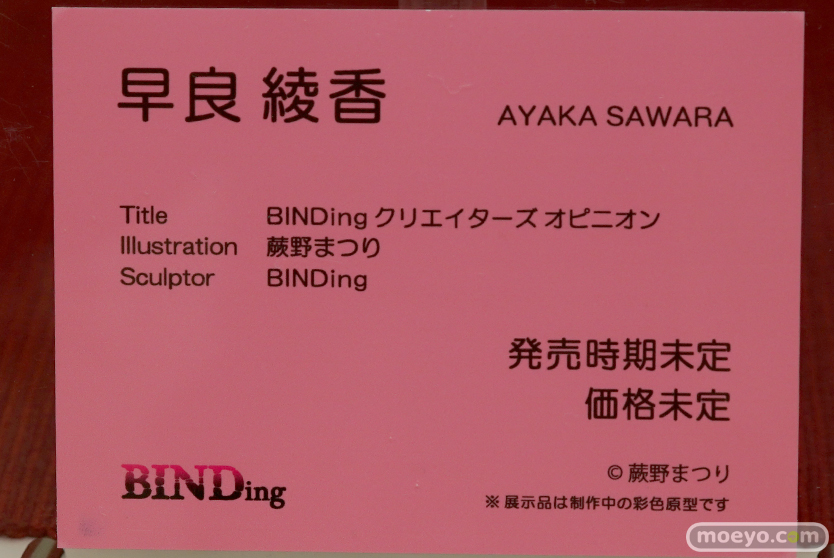 早良 綾香
AYAKA SAWARA
Title BINDing クリエイターズ オピニオン
Illustration 蕨野まつり
Sculptor BINDing
発売時期未定
価格未定
BINDing
© 蕨野まつり
※ 展示品は制作中の彩色原型です
moeyo.com